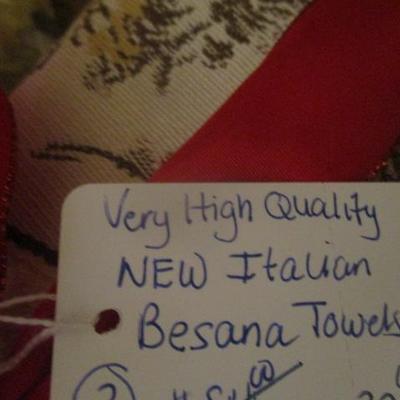 Very High Quality
NEW Italian
Besana Towels